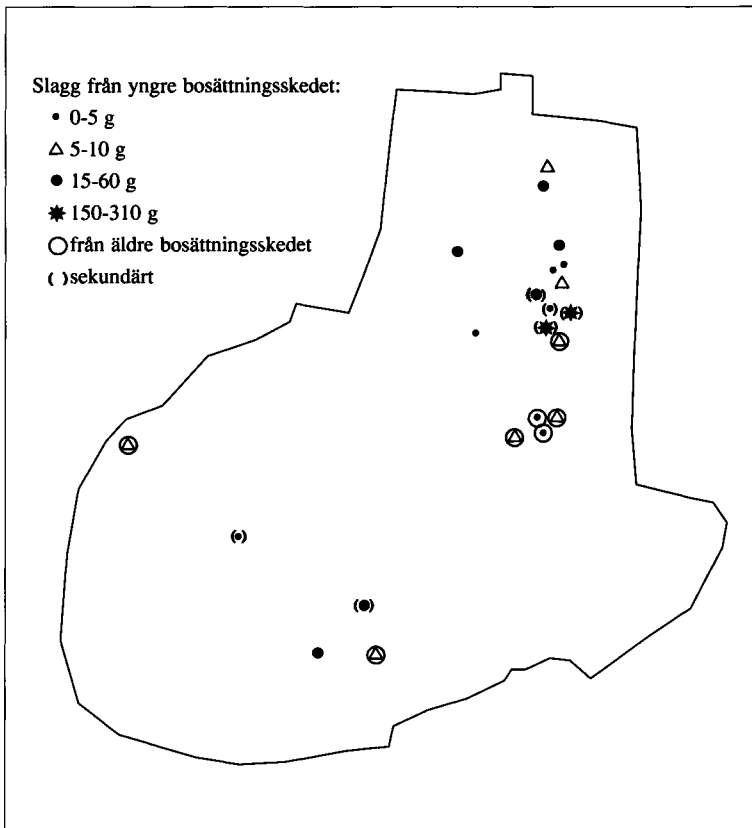 Slagg från yngre bosättningsskedet:
0-5 g
5-10 g
15-60 g
150-310 g
från äldre bosättningsskedet
( ) sekundärt